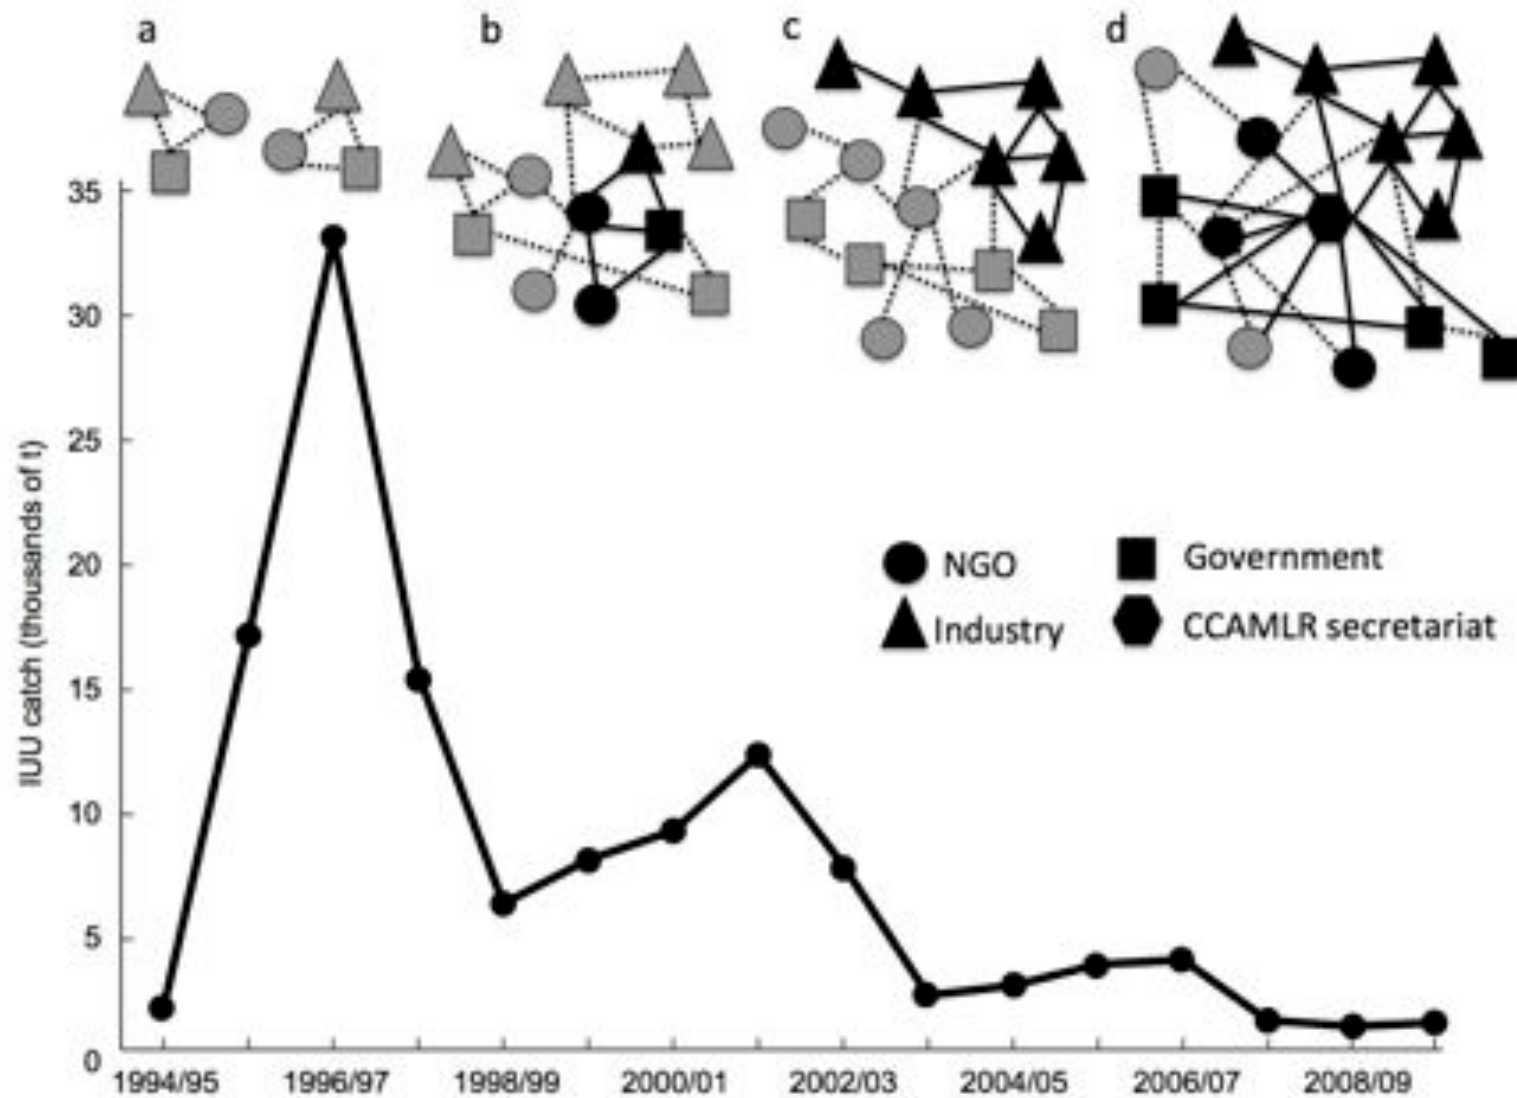 a b c d
35
30
25
20
15
10
5
0
IUU catch (thousands of t)
NGO Government
Industry CCAMLR secretariat
1994/95 1996/97 1998/99 2000/01 2002/03 2004/05 2006/07 2008/09